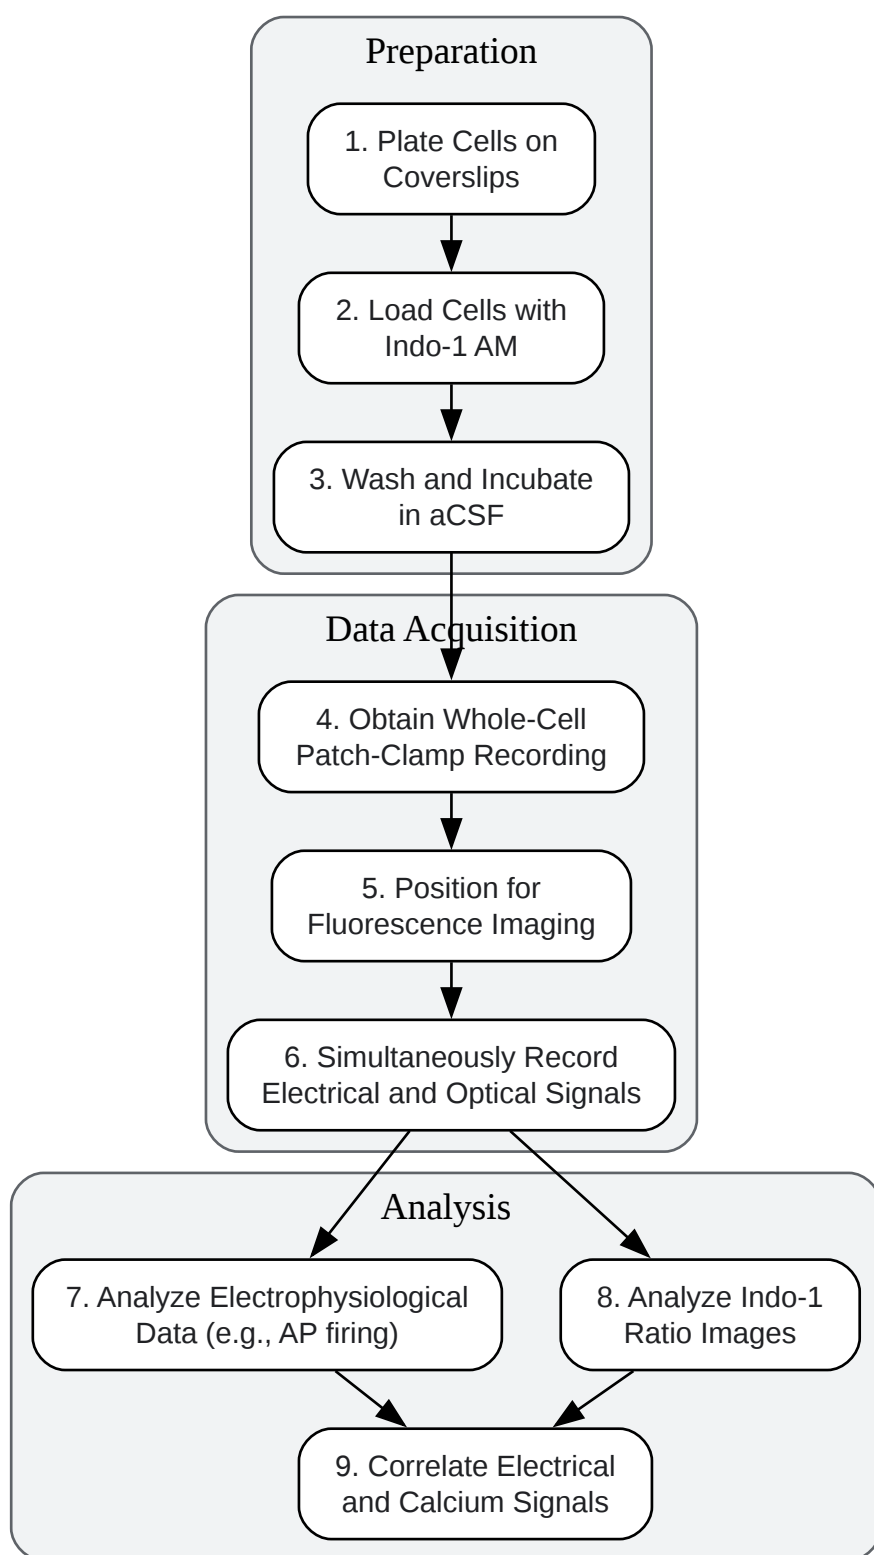 Preparation
1. Plate Cells on
Coverslips
2. Load Cells with
Indo-1 AM
3. Wash and Incubate
in aCSF
Data Acquisition
4. Obtain Whole-Cell
Patch-Clamp Recording
5. Position for
Fluorescence Imaging
6. Simultaneously Record
Electrical and Optical Signals
Analysis
7. Analyze Electrophysiological
Data (e.g., AP firing)
8. Analyze Indo-1
Ratio Images
9. Correlate Electrical
and Calcium Signals